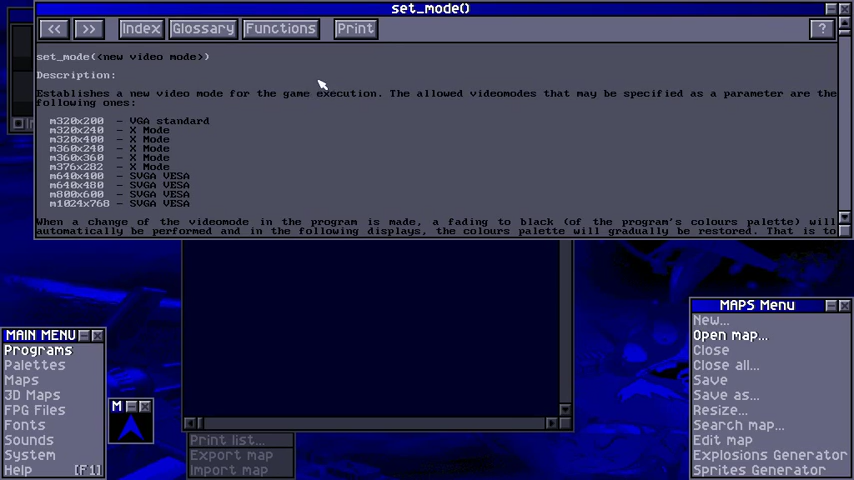 set_mode()
<< >> Index Glossary Functions Print ?
set_mode(<new video mode>)
Description:
Establishes a new video mode for the game execution. The allowed videomodes that may be specified as a parameter are the
following ones:
m320x200 - VGA standard
m320x240 - X Mode
m320x400 - X Mode
m360x240 - X Mode
m360x360 - X Mode
m376x282 - X Mode
m640x400 - SVGA VESA
m640x480 - SVGA VESA
m800x600 - SVGA VESA
m1024x768 - SVGA VESA
When a change of the videomode in the program is made, a fading to black (of the program's colours palette) will
automatically be performed and in the following displays, the colours palette will gradually be restored. That is to
MAIN MENU
Programs
Palettes
Maps
3D Maps
FPG Files
Fonts
Sounds
System
Help [F1]
M
Print list...
Export map
Import map
MAPS Menu
New...
Open map...
Close
Close all...
Save
Save as...
Resize...
Search map...
Edit map
Explosions Generator
Sprites Generator